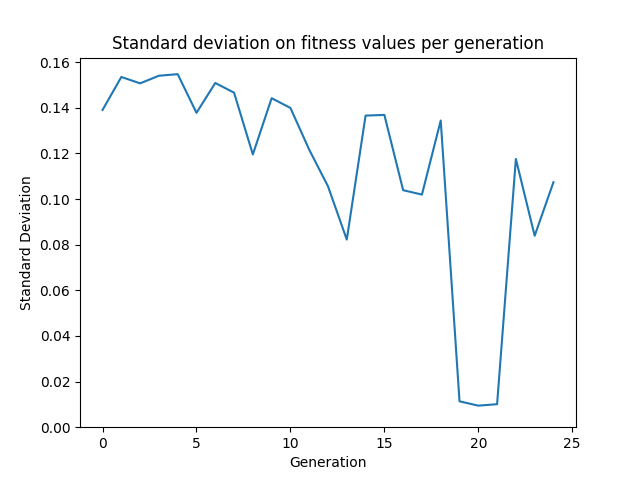 Standard deviation on fitness values per generation
0.16
0.14
0.12
0.10
0.08
0.06
0.04
0.02
0.00
Standard Deviation
0 5 10 15 20 25
Generation